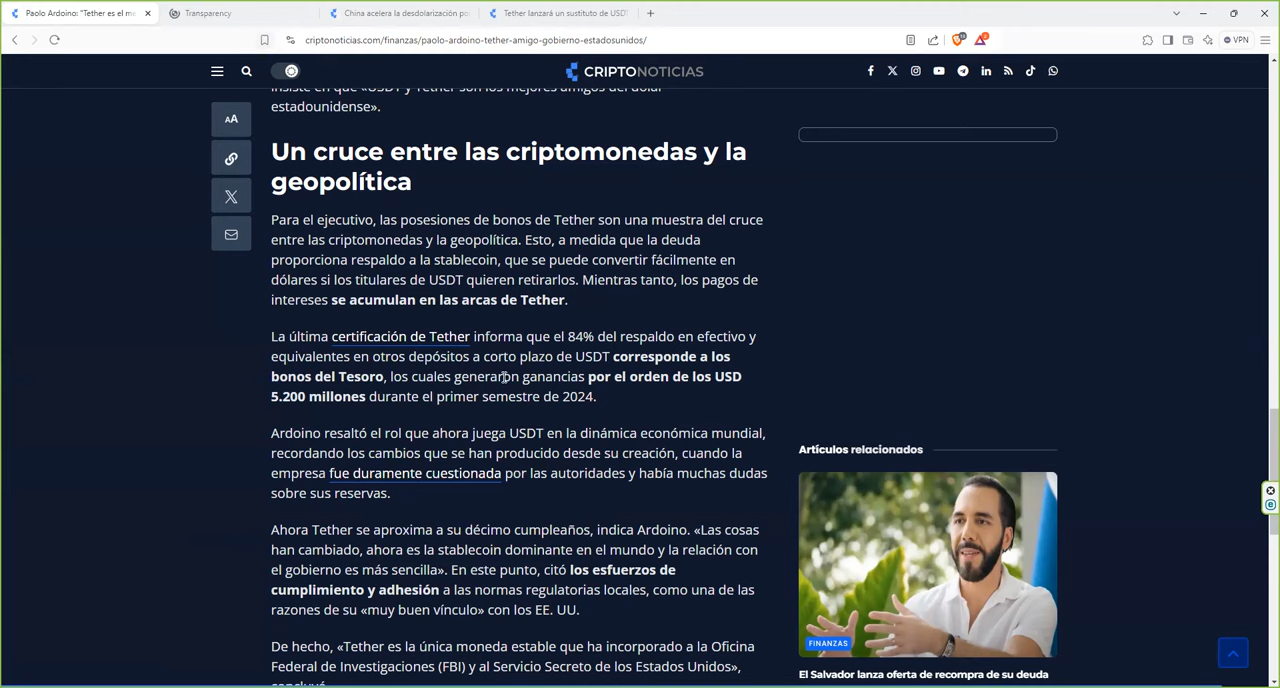 Paolo Ardoino: "Tether es el me
Transparency
China acelera la desdolarización po
Tether lanzará un sustituto de USDT
criptonoticias.com/finanzas/paolo-ardoino-tether-amigo-gobierno-estadosunidos/
VPN
CRIPTONOTICIAS
insiste en que «USDT y Tether son los mejores amigos del dólar
estadounidense».
AA
Un cruce entre las criptomonedas y la
geopolítica
Para el ejecutivo, las posesiones de bonos de Tether son una muestra del cruce
entre las criptomonedas y la geopolítica. Esto, a medida que la deuda
proporciona respaldo a la stablecoin, que se puede convertir fácilmente en
dólares si los titulares de USDT quieren retirarlos. Mientras tanto, los pagos de
intereses se acumulan en las arcas de Tether.
La última certificación de Tether informa que el 84% del respaldo en efectivo y
equivalentes en otros depósitos a corto plazo de USDT corresponde a los
bonos del Tesoro, los cuales generaron ganancias por el orden de los USD
5.200 millones durante el primer semestre de 2024.
Ardoino resaltó el rol que ahora juega USDT en la dinámica económica mundial,
recordando los cambios que se han producido desde su creación, cuando la
empresa fue duramente cuestionada por las autoridades y había muchas dudas
sobre sus reservas.
Ahora Tether se aproxima a su décimo cumpleaños, indica Ardoino. «Las cosas
han cambiado, ahora es la stablecoin dominante en el mundo y la relación con
el gobierno es más sencilla». En este punto, citó los esfuerzos de
cumplimiento y adhesión a las normas regulatorias locales, como una de las
razones de su «muy buen vínculo» con los EE. UU.
De hecho, «Tether es la única moneda estable que ha incorporado a la Oficina
Federal de Investigaciones (FBI) y al Servicio Secreto de los Estados Unidos»,
concluyó
Artículos relacionados
FINANZAS
El Salvador lanza oferta de recompra de su deuda